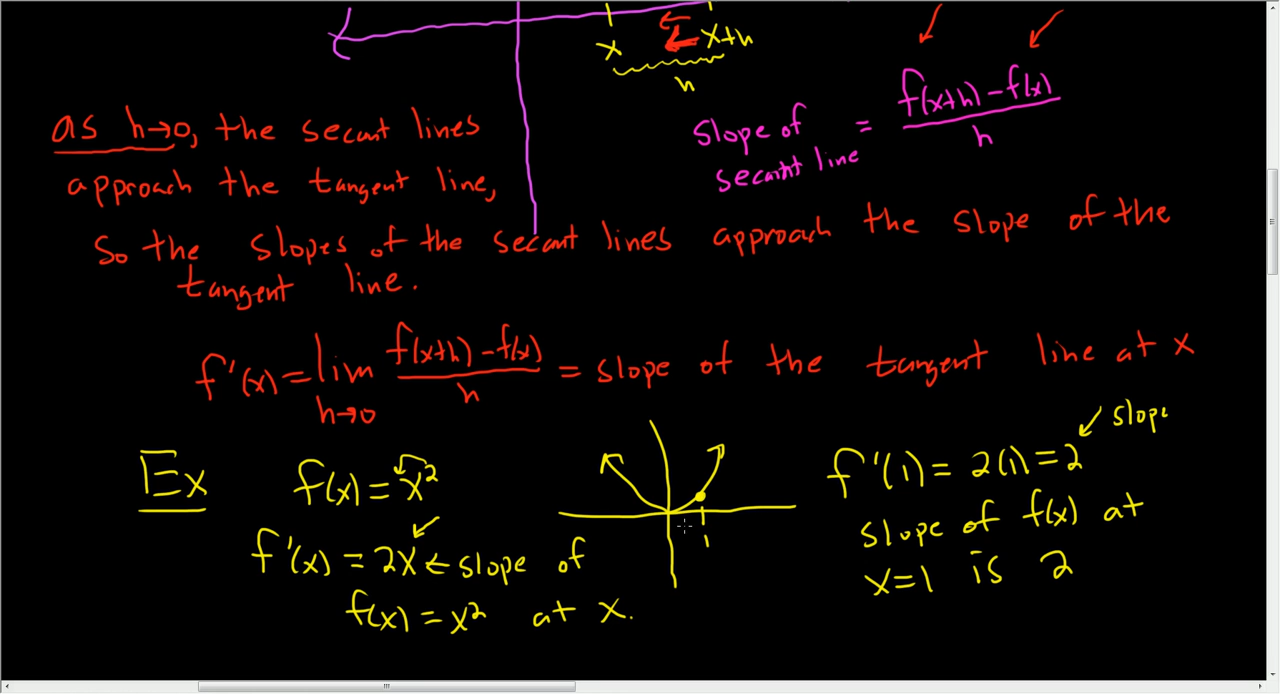 x
x+h
h
slope of
secant line = f(x+h) - f(x) / h
as h→0, the secant lines
approach the tangent line,
So the slopes of the secant lines approach the slope of the
tangent line.
f'(x) = lim h→0 f(x+h) - f(x) / h = slope of the tangent line at x
Ex
f(x) = x²
f'(x) = 2x ← slope of
f(x) = x² at x.
1
slope
f'(1) = 2(1) = 2
slope of f(x) at
x=1 is 2